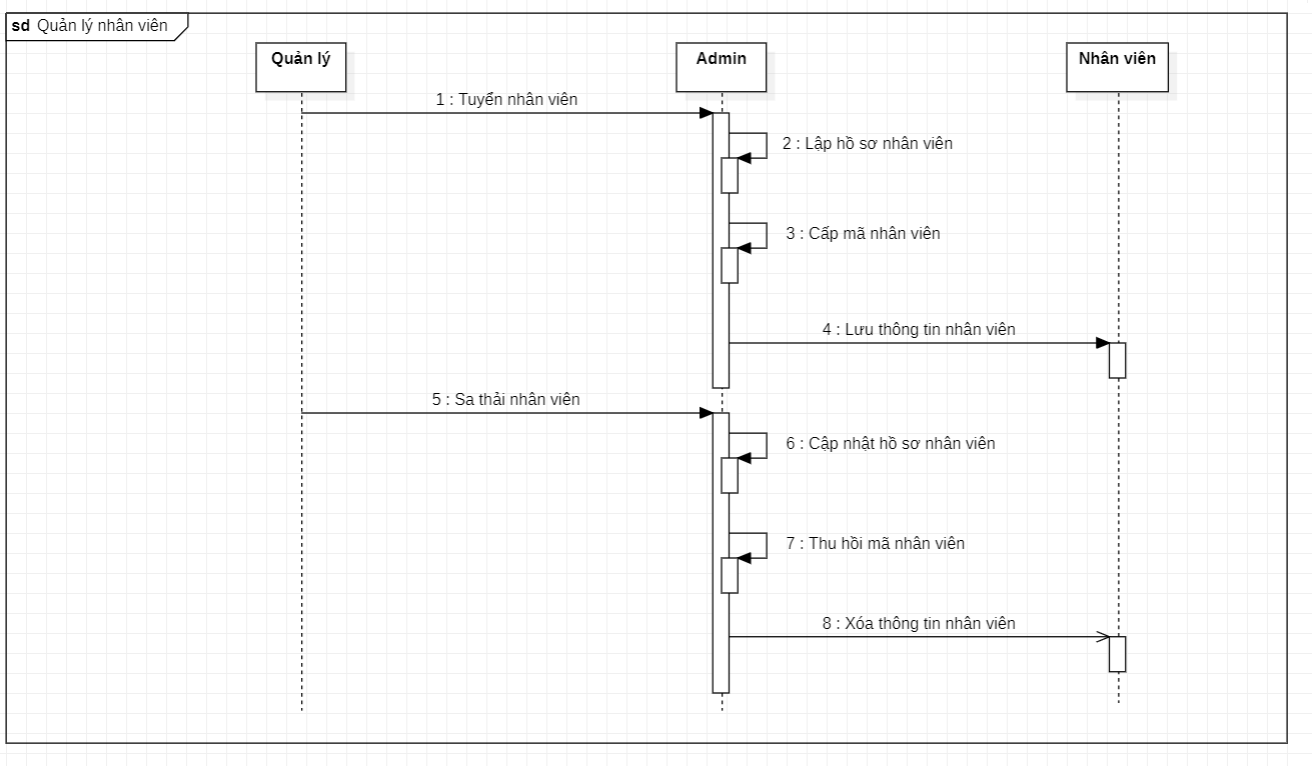 sd Quản lý nhân viên
Quản lý
Admin
Nhân viên
1 : Tuyển nhân viên
2 : Lập hồ sơ nhân viên
3 : Cấp mã nhân viên
4 : Lưu thông tin nhân viên
5 : Sa thải nhân viên
6 : Cập nhật hồ sơ nhân viên
7 : Thu hồi mã nhân viên
8 : Xóa thông tin nhân viên